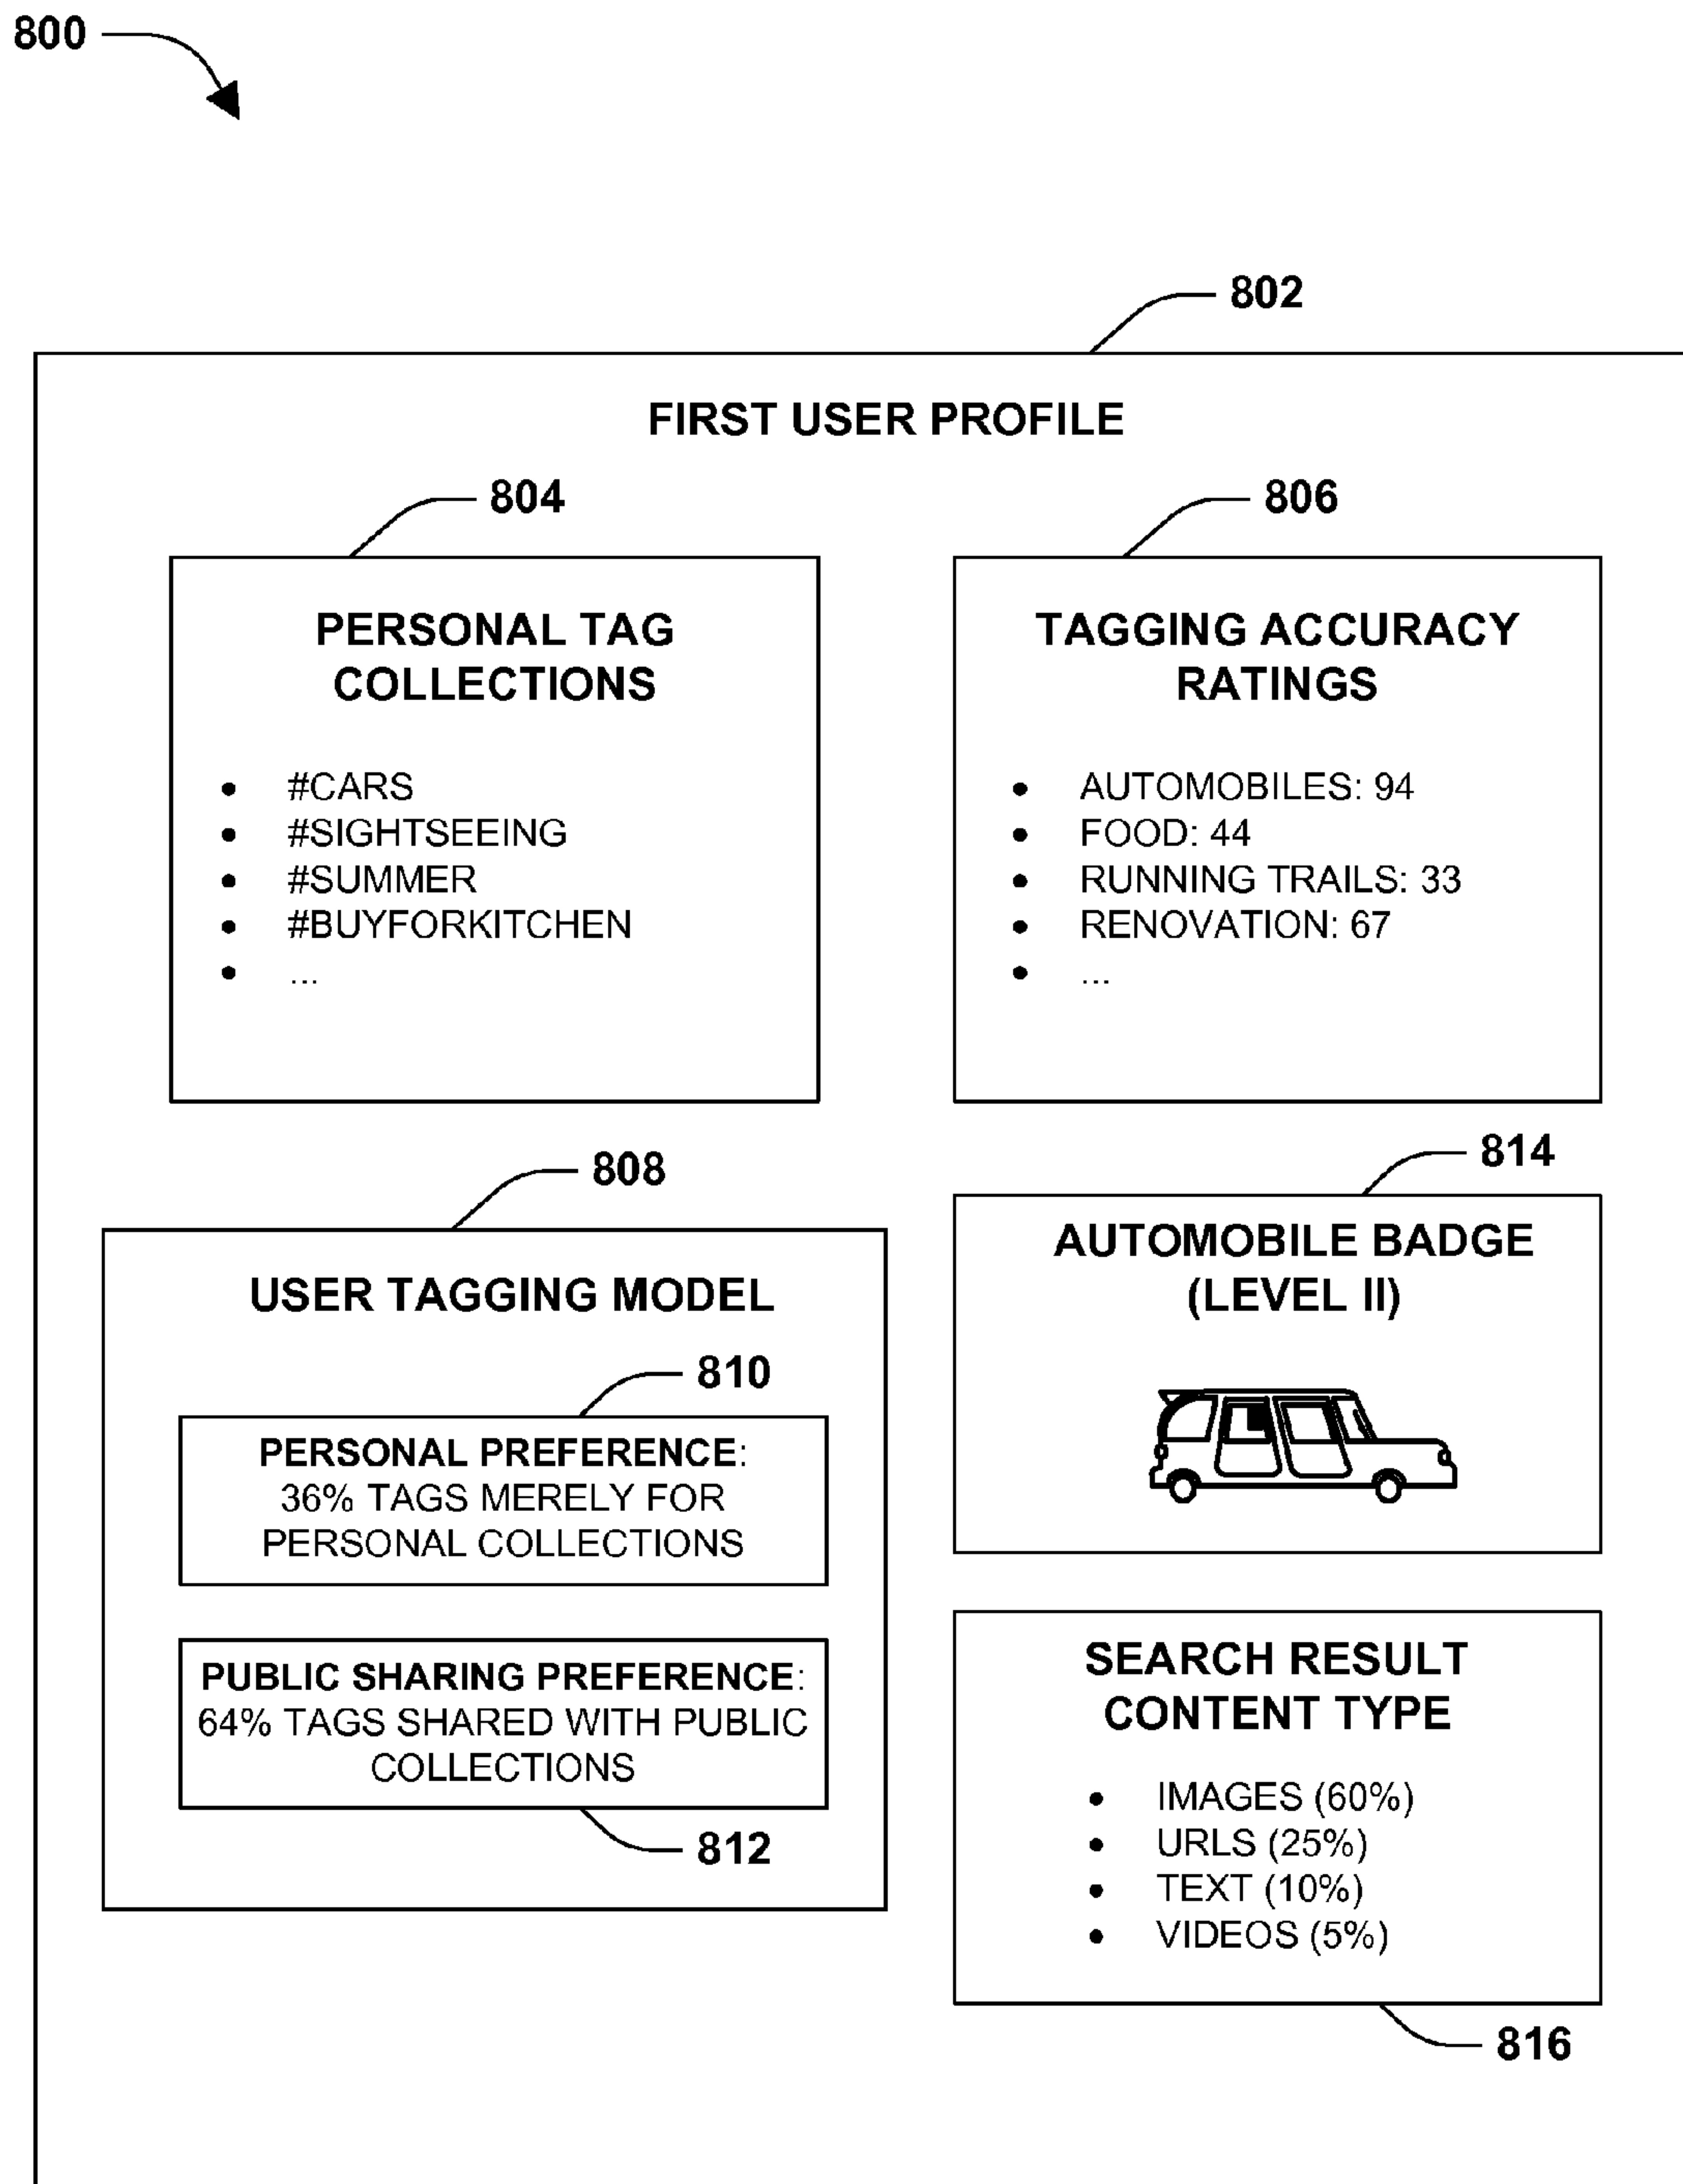 800
802
FIRST USER PROFILE
804
PERSONAL TAG
COLLECTIONS
• #CARS
• #SIGHTSEEING
• #SUMMER
• #BUYFORKITCHEN
• ...
806
TAGGING ACCURACY
RATINGS
• AUTOMOBILES: 94
• FOOD: 44
• RUNNING TRAILS: 33
• RENOVATION: 67
• ...
808
USER TAGGING MODEL
810
PERSONAL PREFERENCE:
36% TAGS MERELY FOR
PERSONAL COLLECTIONS
PUBLIC SHARING PREFERENCE:
64% TAGS SHARED WITH PUBLIC
COLLECTIONS
812
814
AUTOMOBILE BADGE
(LEVEL II)
SEARCH RESULT
CONTENT TYPE
• IMAGES (60%)
• URLS (25%)
• TEXT (10%)
• VIDEOS (5%)
816